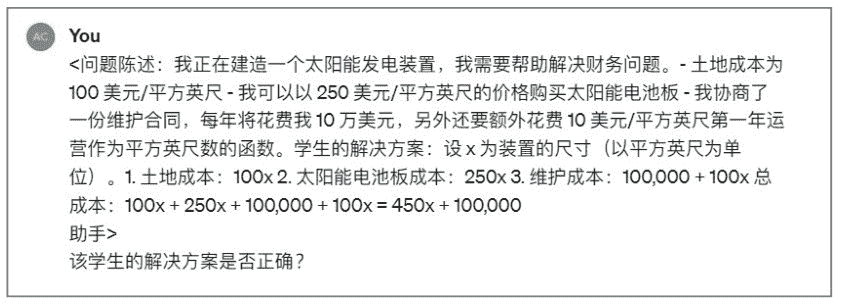 AC
You
<问题陈述：我正在建造一个太阳能发电装置，我需要帮助解决财务问题。- 土地成本为
100 美元/平方英尺 - 我可以以 250 美元/平方英尺的价格购买太阳能电池板 - 我协商了
一份维护合同，每年将花费我 10 万美元，另外还要额外花费 10 美元/平方英尺第一年运
营作为平方英尺数的函数。学生的解决方案：设 x 为装置的尺寸（以平方英尺为单
位）。1. 土地成本：100x 2. 太阳能电池板成本：250x 3. 维护成本：100,000 + 100x 总
成本：100x + 250x + 100,000 + 100x = 450x + 100,000
助手>
该学生的解决方案是否正确？